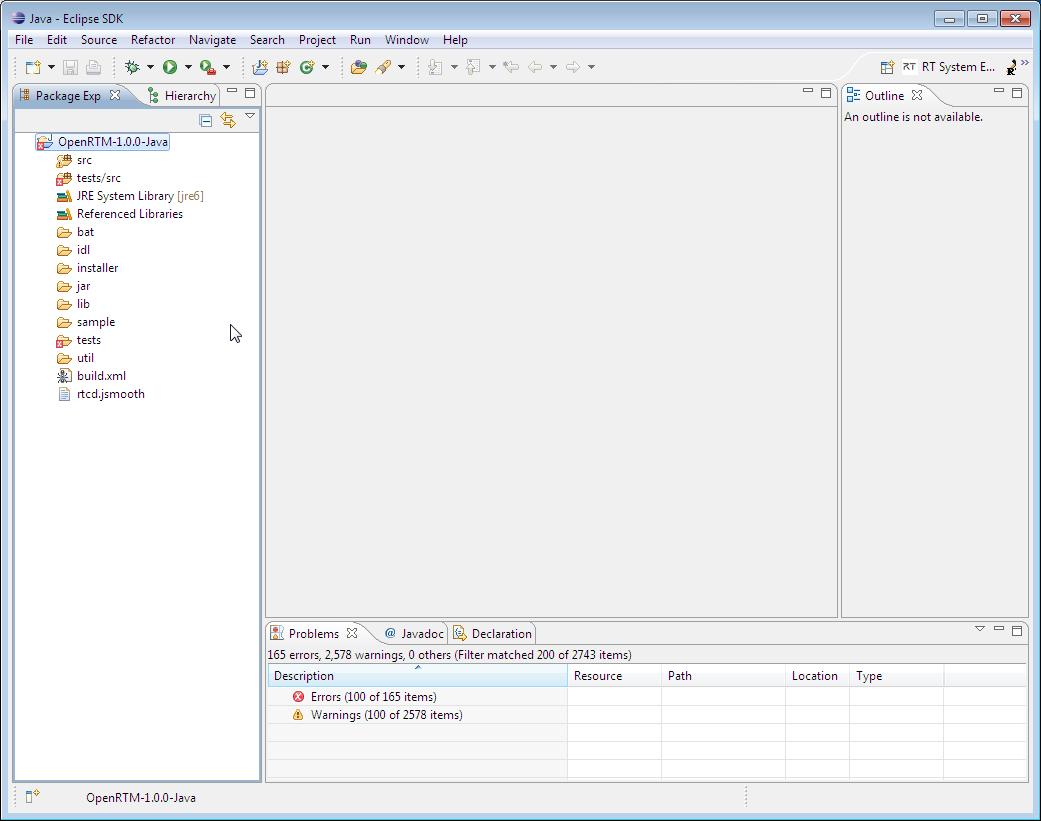 Java - Eclipse SDK
File Edit Source Refactor Navigate Search Project Run Window Help
RT RT System E...
Package Exp Hierarchy
Outline
An outline is not available.
OpenRTM-1.0.0-Java
src
tests/src
JRE System Library [jre6]
Referenced Libraries
bat
idl
installer
jar
lib
sample
tests
util
build.xml
rtcd.jsmooth
Problems @ Javadoc Declaration
165 errors, 2,578 warnings, 0 others (Filter matched 200 of 2743 items)
Description Resource Path Location Type
Errors (100 of 165 items)
Warnings (100 of 2578 items)
OpenRTM-1.0.0-Java